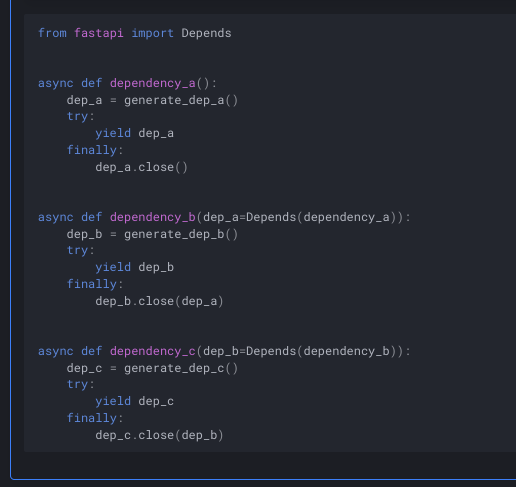 from fastapi import Depends
async def dependency_a():
    dep_a = generate_dep_a()
    try:
        yield dep_a
    finally:
        dep_a.close()
async def dependency_b(dep_a=Depends(dependency_a)):
    dep_b = generate_dep_b()
    try:
        yield dep_b
    finally:
        dep_b.close(dep_a)
async def dependency_c(dep_b=Depends(dependency_b)):
    dep_c = generate_dep_c()
    try:
        yield dep_c
    finally:
        dep_c.close(dep_b)